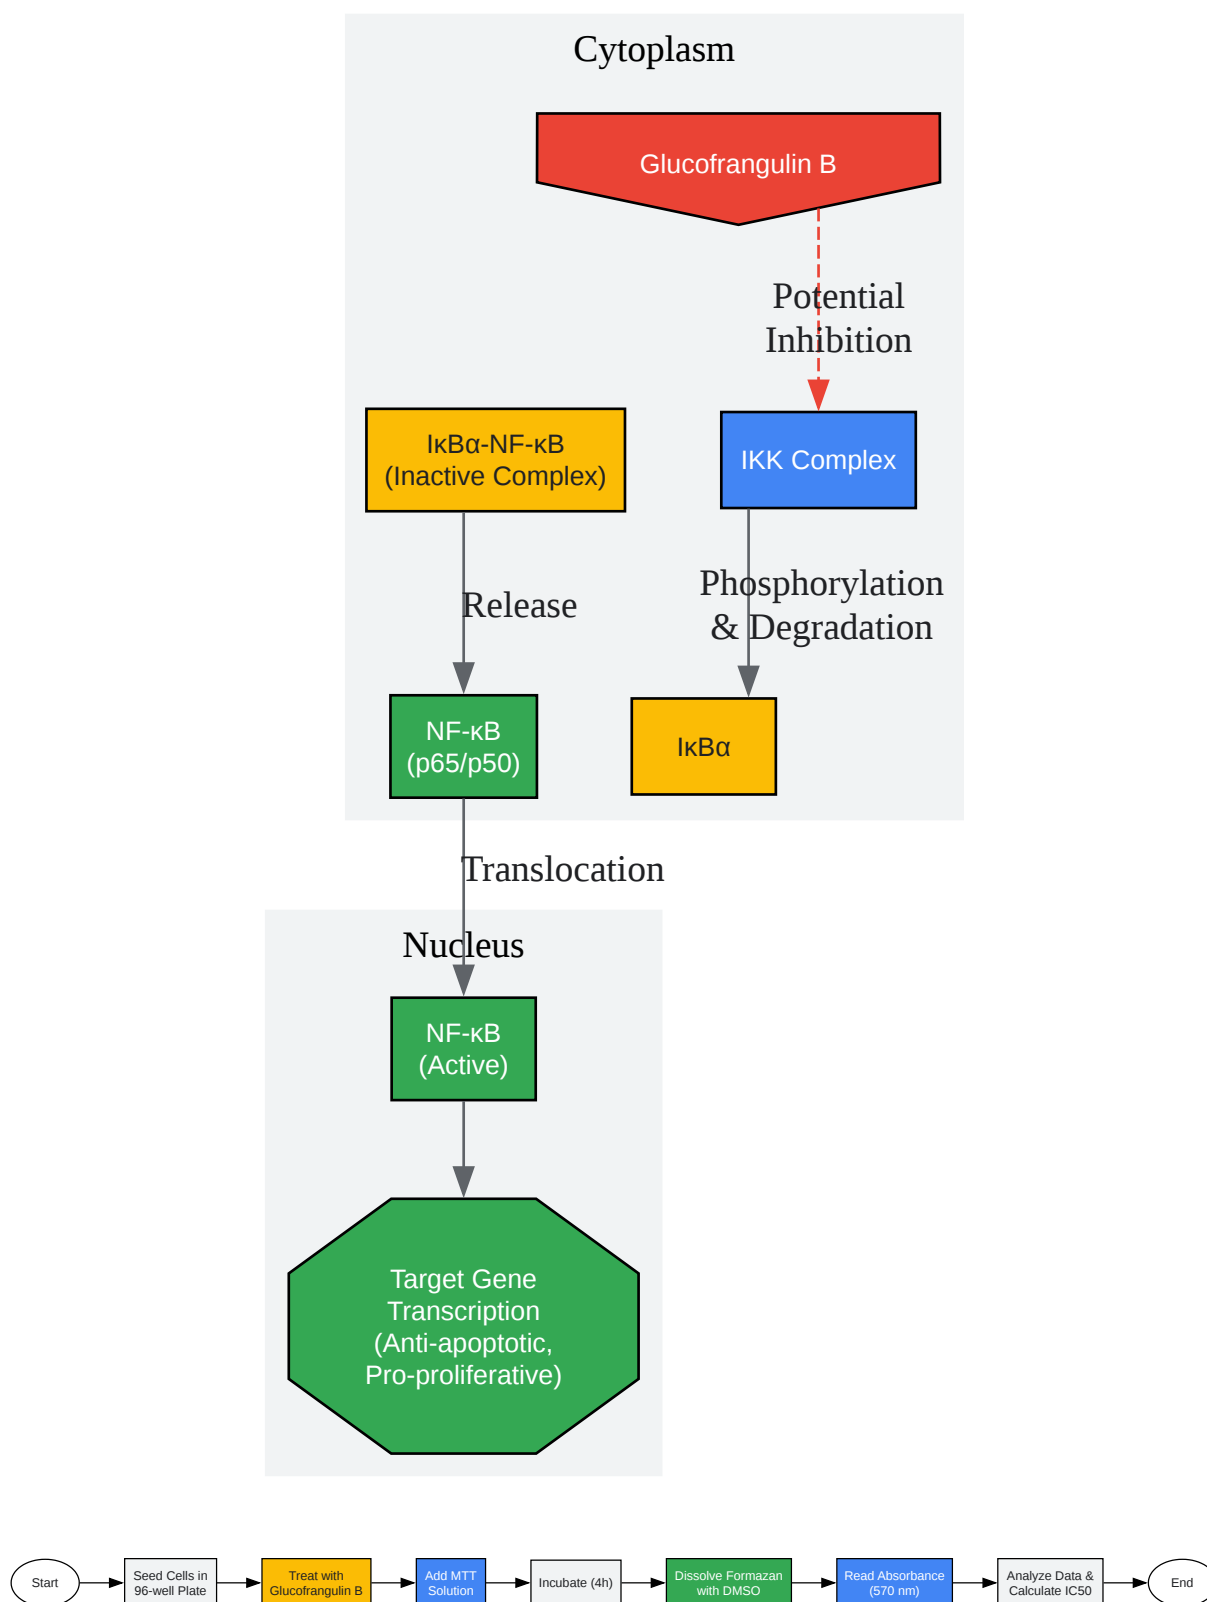 Cytoplasm
Glucofrangulin B
Potential
Inhibition
IκBα-NF-κB
(Inactive Complex)
IKK Complex
Release
Phosphorylation
& Degradation
NF-κB
(p65/p50)
IκBα
Translocation
Nucleus
NF-κB
(Active)
Target Gene
Transcription
(Anti-apoptotic,
Pro-proliferative)
Start
Seed Cells in
96-well Plate
Treat with
Glucofrangulin B
Add MTT
Solution
Incubate (4h)
Dissolve Formazan
with DMSO
Read Absorbance
(570 nm)
Analyze Data &
Calculate IC50
End